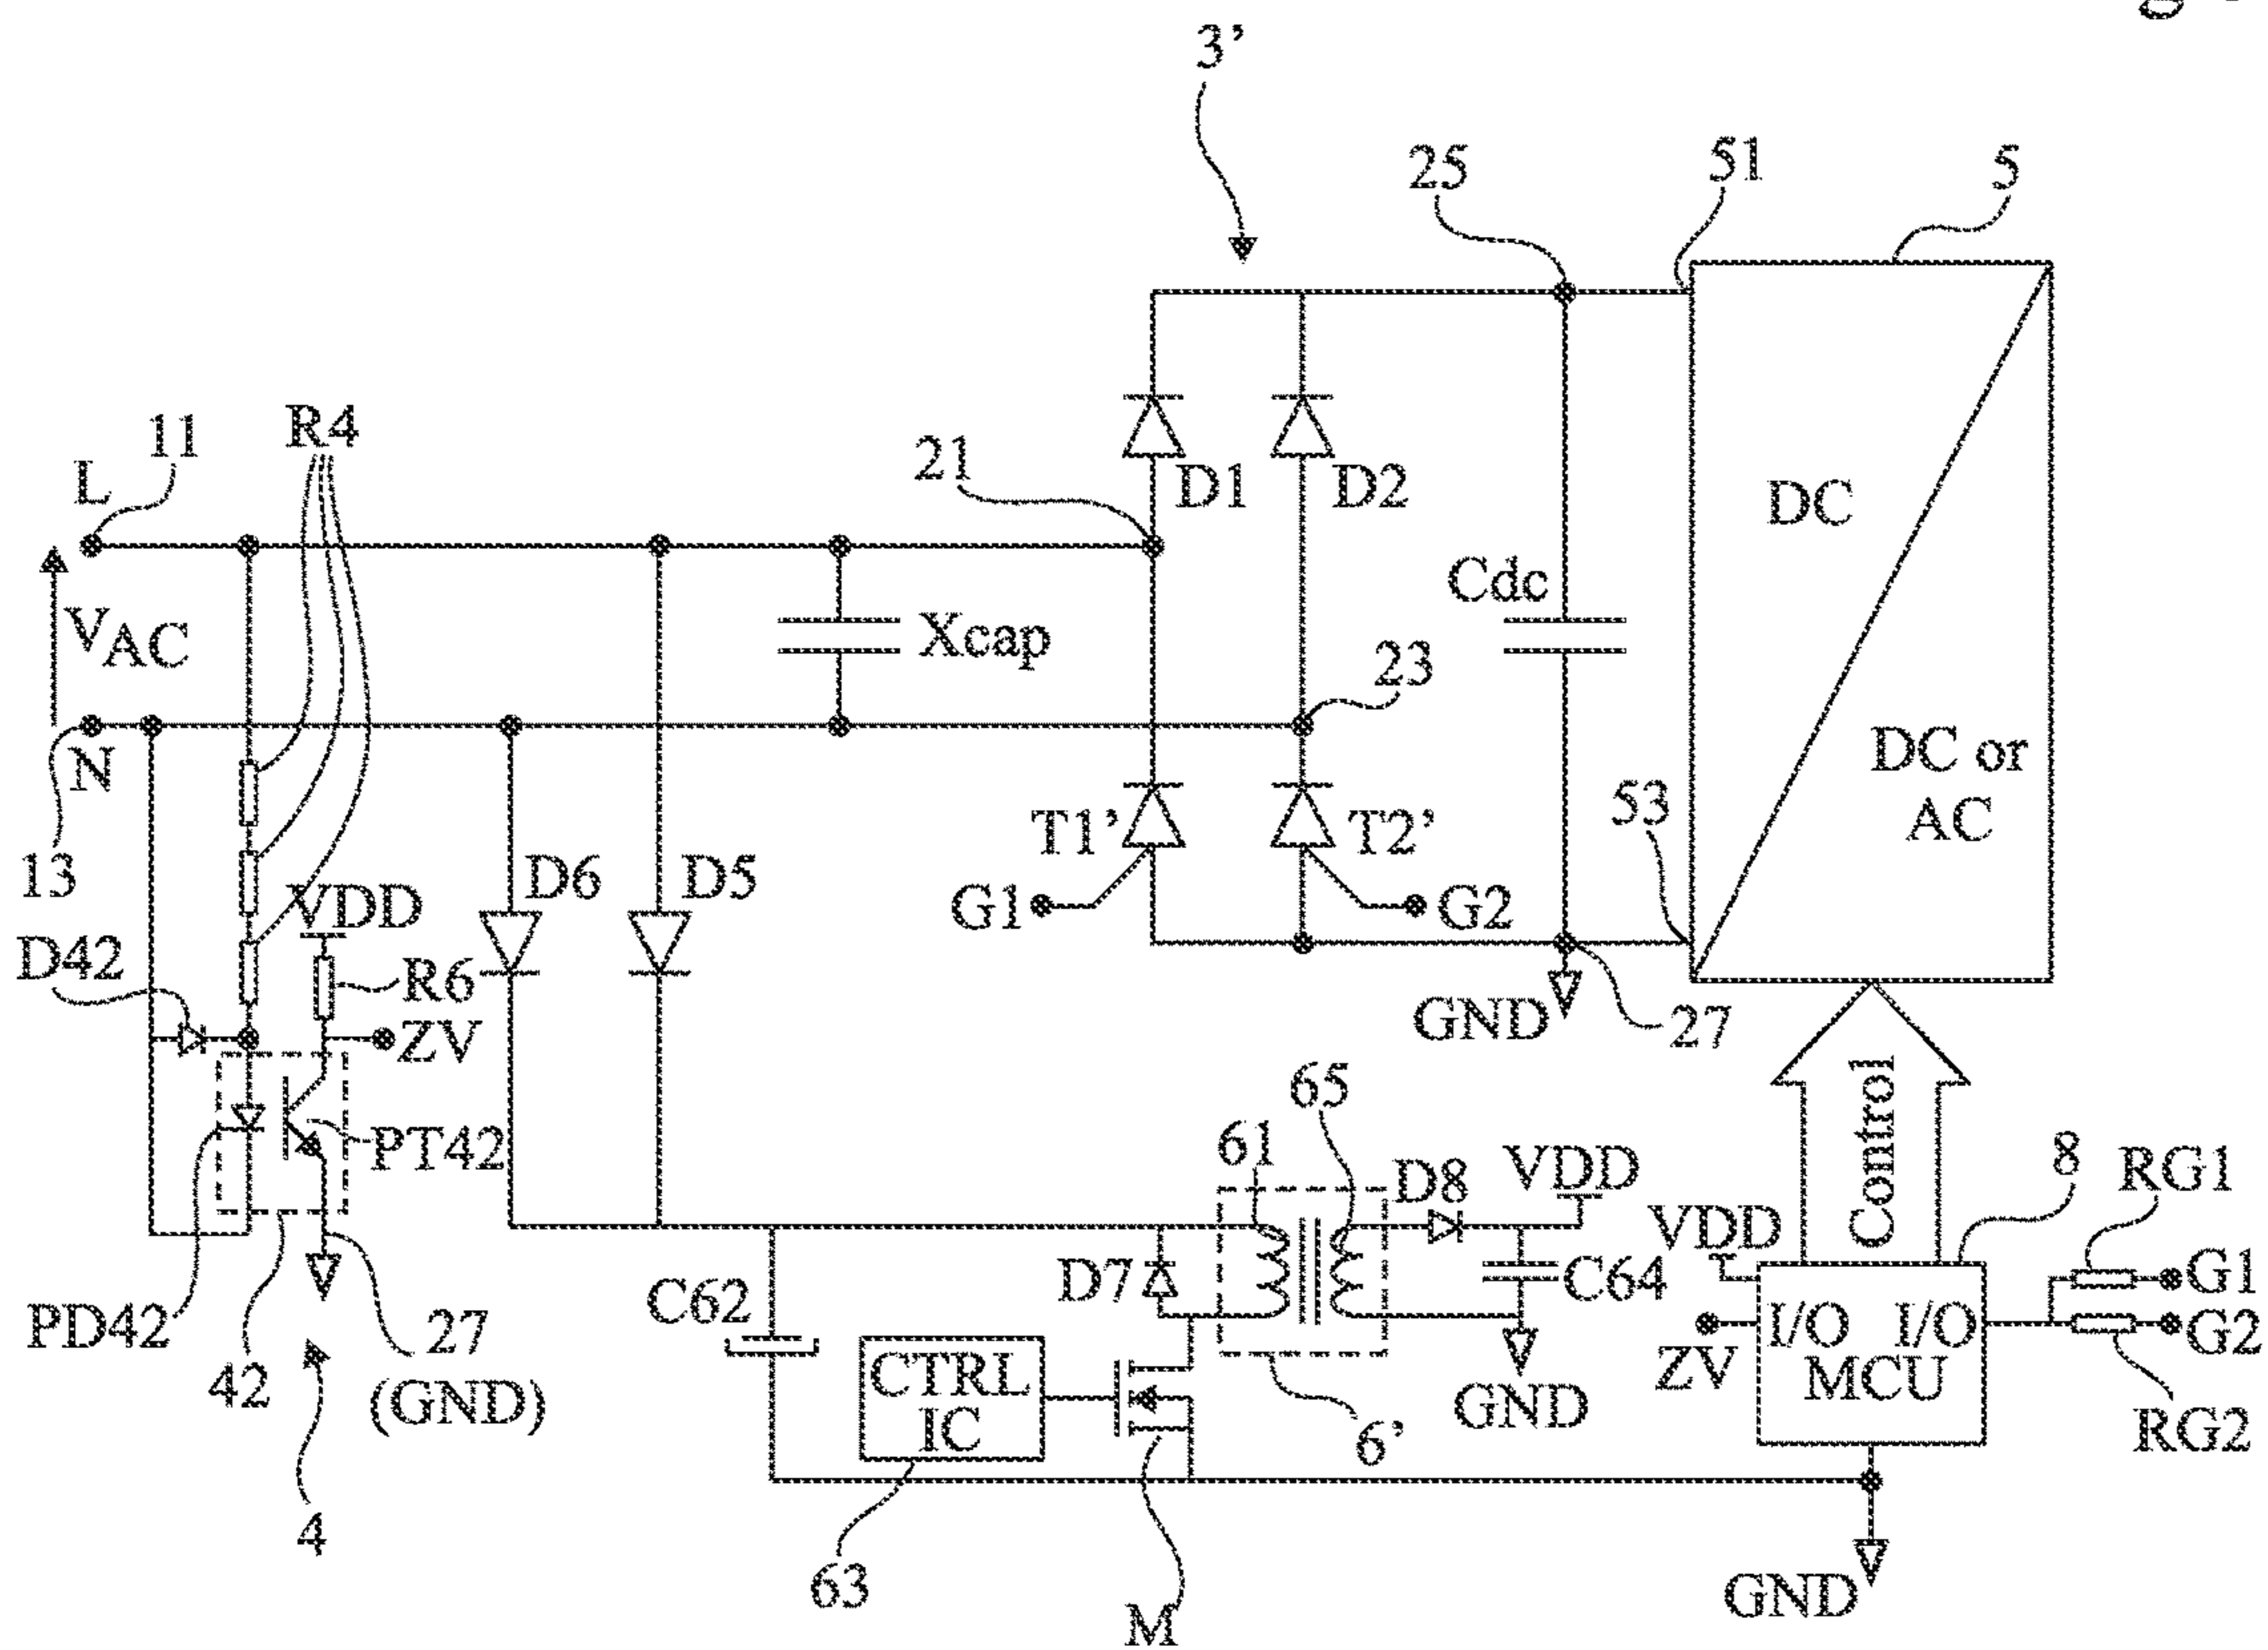 3’
25
51
5
11
R4
L
21
D1
D2
DC
VAC
Xcap
Cdc
23
N
DC or
AC
13
T1’
T2’
53
D6
D5
G1
G2
VDD
D42
R6
GND
27
ZV
65
Control
PT42
61
D8
VDD
8
RG1
VDD
PD42
27
C62
D7
C64
I/O
I/O
G1
42
(GND)
CTRL
IC
GND
ZV
MCU
G2
6’
RG2
4
63
M
GND